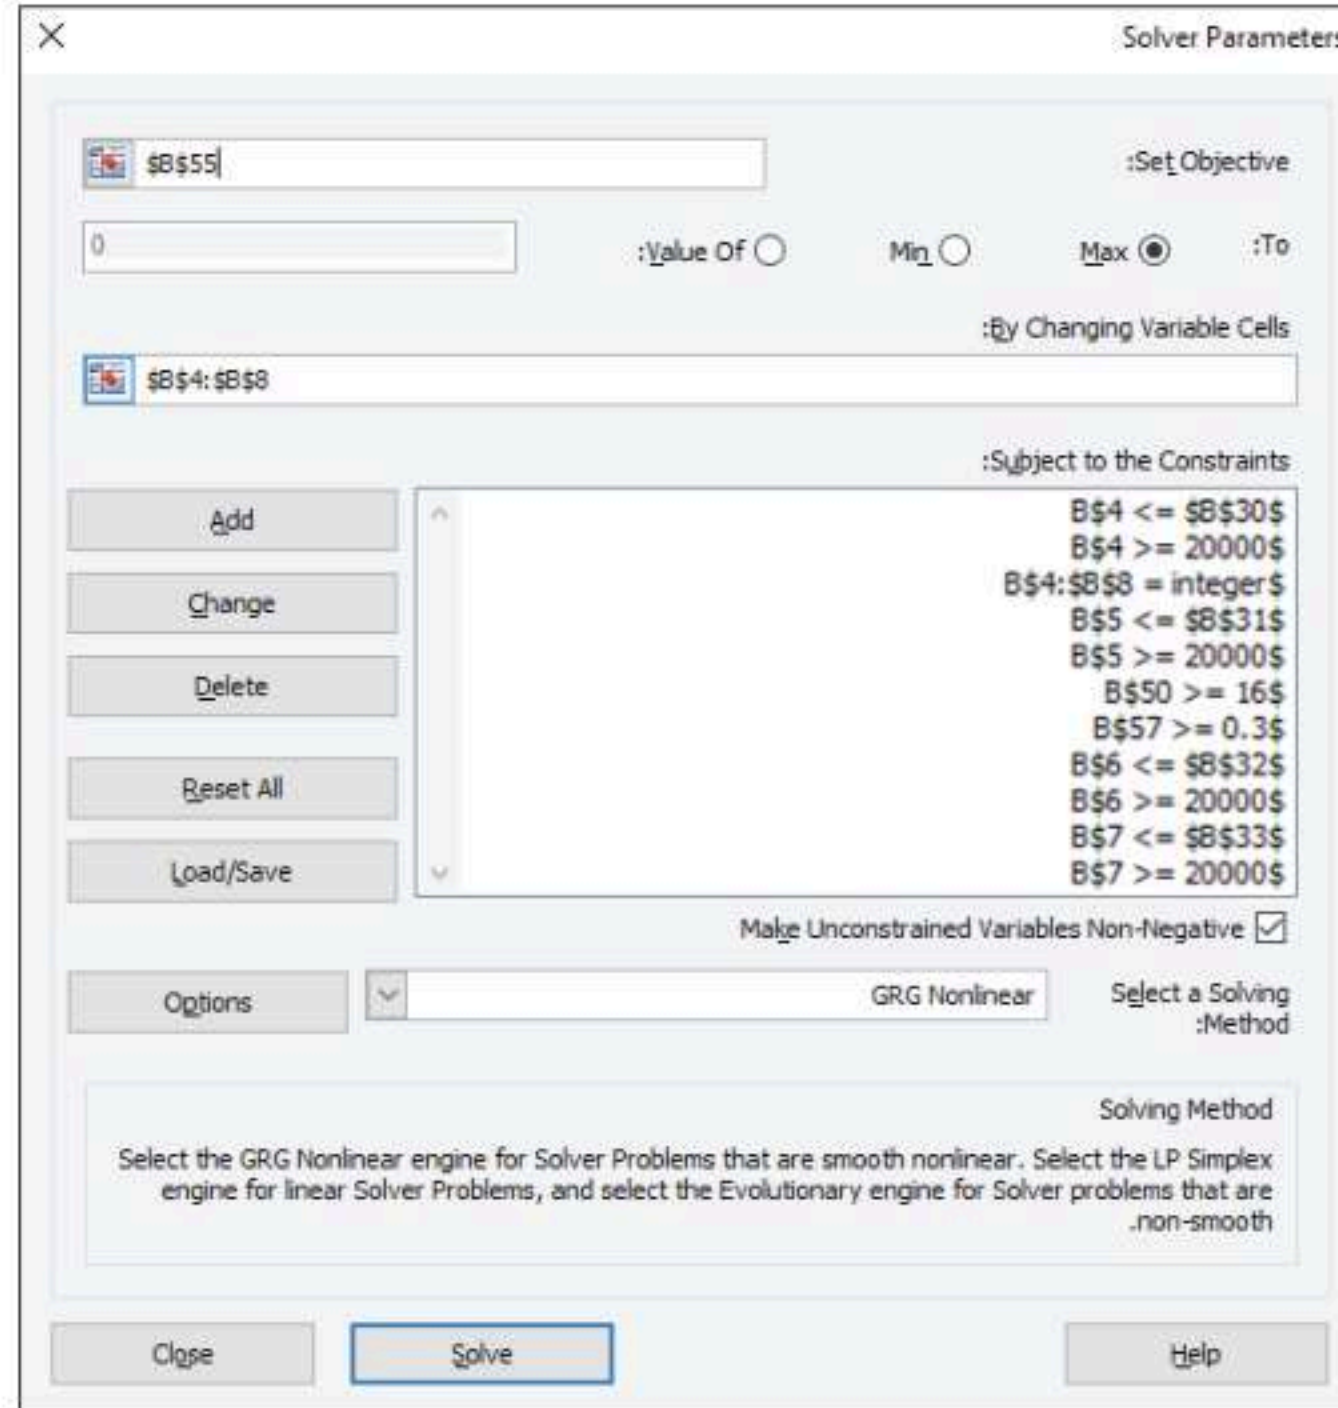 Solver Parameters
:Set Objective
$B$55
:To
Max
Min
:Value Of
0
:By Changing Variable Cells
$B$4:$B$8
:Subject to the Constraints
B$4 <= $B$30$
B$4 >= 20000$
B$4:$B$8 = integer$
B$5 <= $B$31$
B$5 >= 20000$
B$50 >= 16$
B$57 >= 0.3$
B$6 <= $B$32$
B$6 >= 20000$
B$7 <= $B$33$
B$7 >= 20000$
Add
Change
Delete
Reset All
Load/Save
Make Unconstrained Variables Non-Negative
Select a Solving
:Method
GRG Nonlinear
Options
Solving Method
Select the GRG Nonlinear engine for Solver Problems that are smooth nonlinear. Select the LP Simplex
engine for linear Solver Problems, and select the Evolutionary engine for Solver problems that are
.non-smooth
Close
Solve
Help